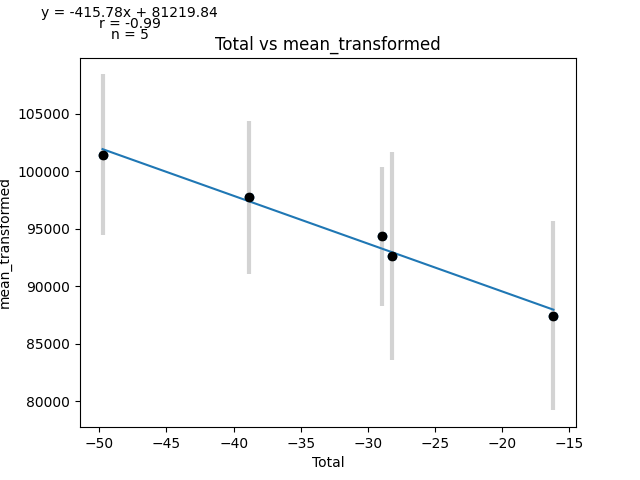 y = -415.78x + 81219.84
r = -0.99
n = 5
Total vs mean_transformed
105000
100000
95000
90000
85000
80000
mean_transformed
−50 −45 −40 −35 −30 −25 −20 −15
Total